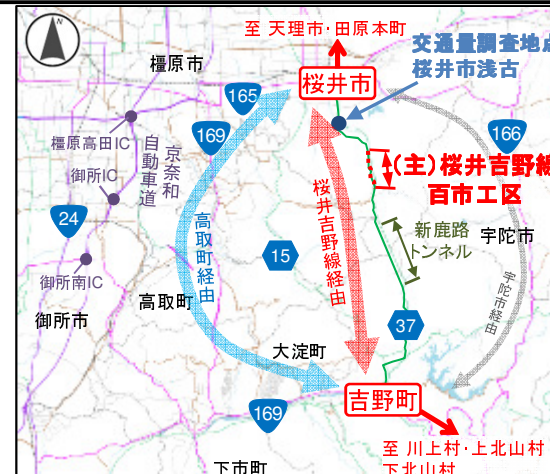 至 天理市・田原本町
交通量調査地点
桜井市浅古
橿原市
桜井市
165
169
166
橿原高田IC
京奈和
自動車道
御所IC
(主)桜井吉野線
百市工区
24
高取町経由
桜井吉野線経由
新鹿路
トンネル
宇陀市
15
御所南IC
宇陀市経由
高取町
御所市
37
大淀町
吉野町
169
至 川上村・上北山村
下北山村
下市町